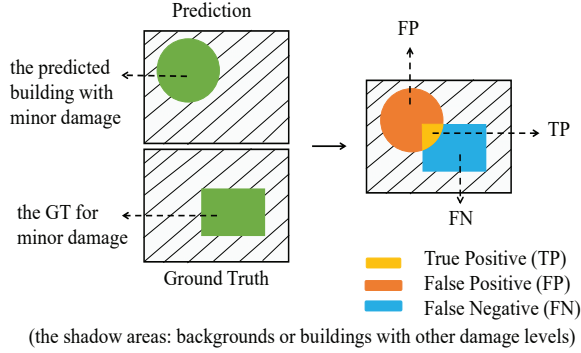 Prediction
the predicted
building with
minor damage
the GT for
minor damage
Ground Truth
FP
TP
FN
True Positive (TP)
False Positive (FP)
False Negative (FN)
(the shadow areas: backgrounds or buildings with other damage levels)